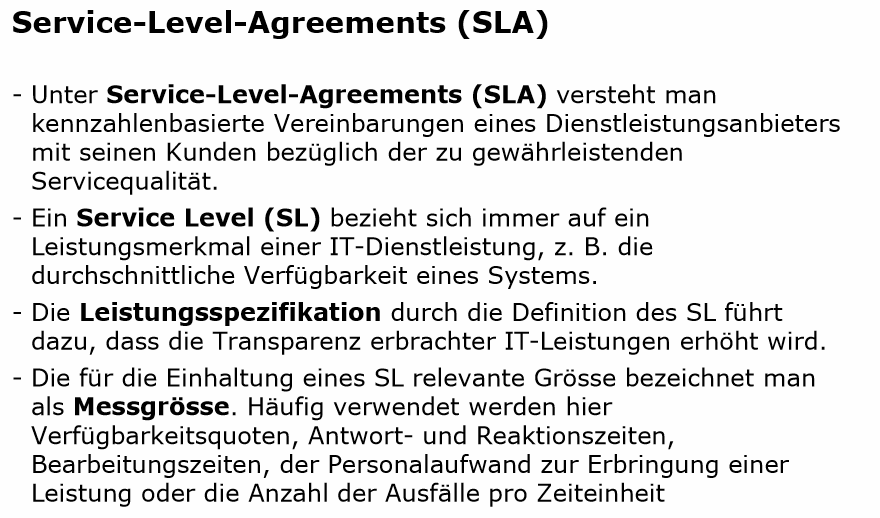 Service-Level-Agreements (SLA)
- Unter Service-Level-Agreements (SLA) versteht man
kennzahlenbasierte Vereinbarungen eines Dienstleistungsanbieters
mit seinen Kunden bezüglich der zu gewährleistenden
Servicequalität.
- Ein Service Level (SL) bezieht sich immer auf ein
Leistungsmerkmal einer IT-Dienstleistung, z. B. die
durchschnittliche Verfügbarkeit eines Systems.
- Die Leistungsspezifikation durch die Definition des SL führt
dazu, dass die Transparenz erbrachter IT-Leistungen erhöht wird.
- Die für die Einhaltung eines SL relevante Grösse bezeichnet man
als Messgrösse. Häufig verwendet werden hier
Verfügbarkeitsquoten, Antwort- und Reaktionszeiten,
Bearbeitungszeiten, der Personalaufwand zur Erbringung einer
Leistung oder die Anzahl der Ausfälle pro Zeiteinheit